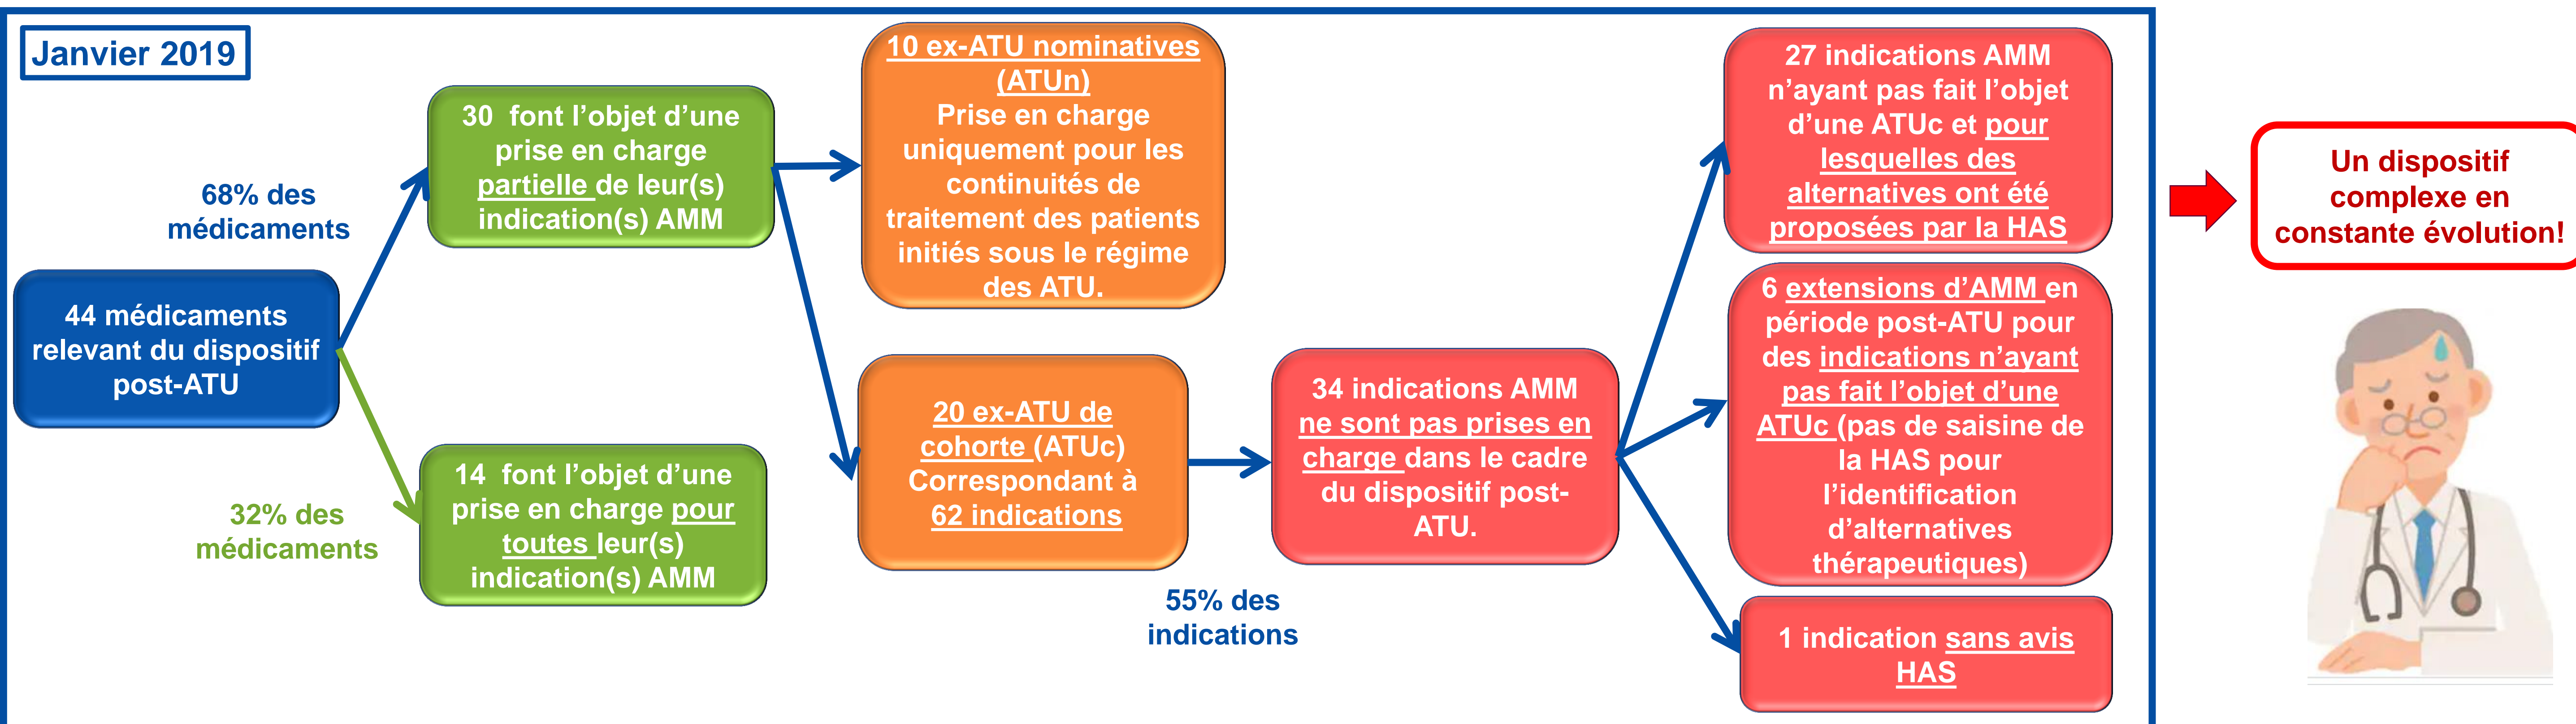 Janvier 2019
68% des
médicaments
44 médicaments
relevant du dispositif
post-ATU
32% des
médicaments
30 font l'objet d'une
prise en charge
partielle de leur(s)
indication(s) AMM
14 font l'objet d'une
prise en charge pour
toutes leur(s)
indication(s) AMM
10 ex-ATU nominatives
(ATUn)
Prise en charge
uniquement pour les
continuités de
traitement des patients
initiés sous le régime
des ATU.
20 ex-ATU de
cohorte (ATUc)
Correspondant à
62 indications
55% des
indications
34 indications AMM
ne sont pas prises en
charge dans le cadre
du dispositif post-
ATU.
27 indications AMM
n'ayant pas fait l'objet
d'une ATUc et pour
lesquelles des
alternatives ont été
proposées par la HAS
6 extensions d'AMM en
période post-ATU pour
des indications n'ayant
pas fait l'objet d'une
ATUc (pas de saisine de
la HAS pour
l'identification
d'alternatives
thérapeutiques)
1 indication sans avis
HAS
Un dispositif
complexe en
constante évolution!